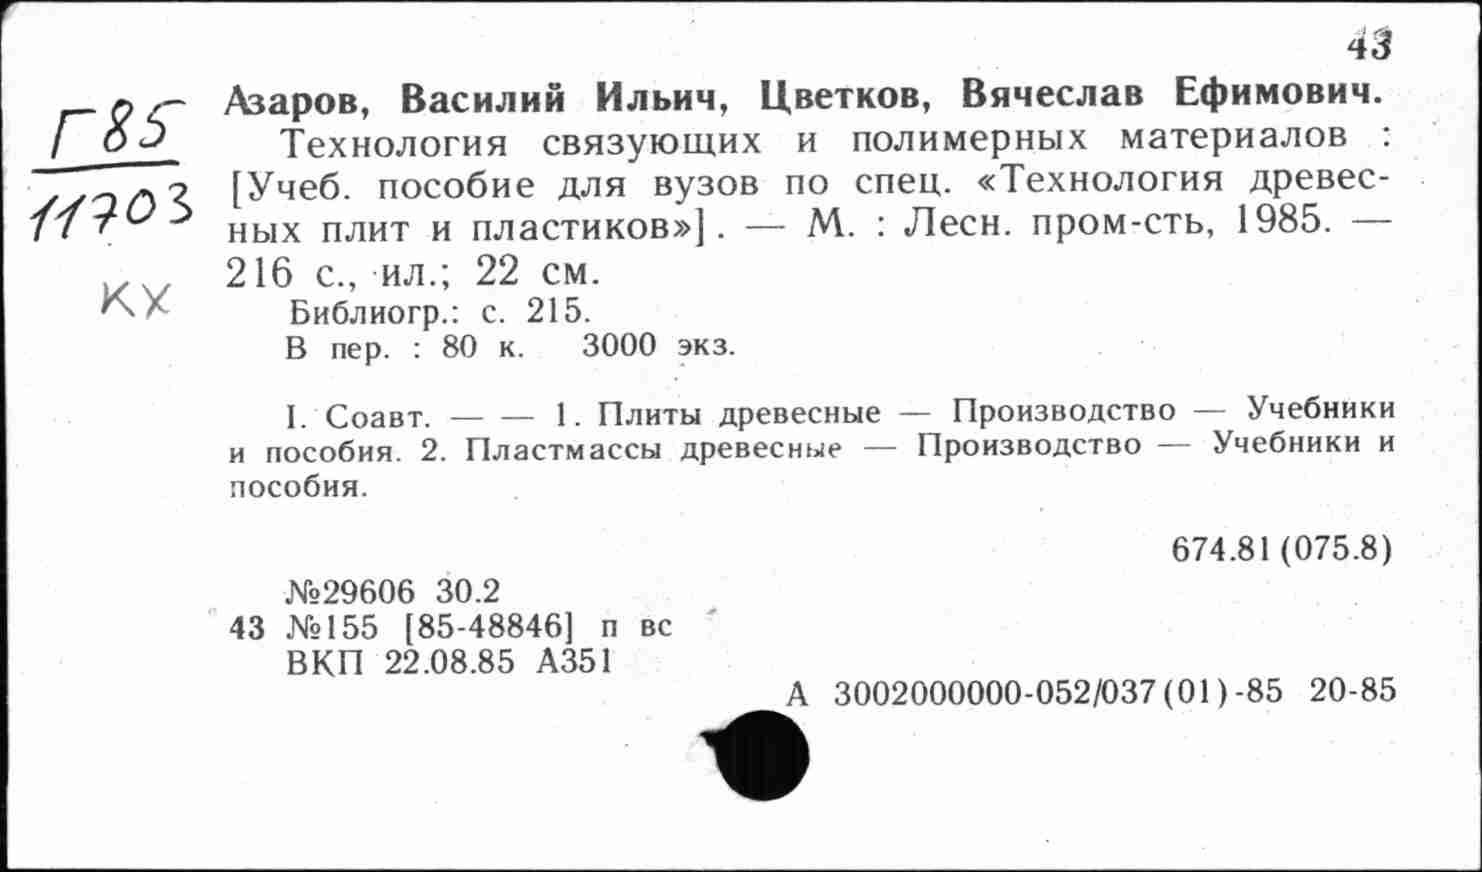 43
Г85
11703
КХ
Азаров, Василий Ильич, Цветков, Вячеслав Ефимович.
Технология связующих и полимерных материалов :
[Учеб. пособие для вузов по спец. «Технология древес-
ных плит и пластиков»]. — М. : Лесн. пром-сть, 1985. —
216 с., ил.; 22 см.
Библиогр.: с. 215.
В пер. : 80 к. 3000 экз.
I. Соавт. — — 1. Плиты древесные — Производство — Учебники
и пособия. 2. Пластмассы древесные — Производство — Учебники и
пособия.
674.81(075.8)
№29606 30.2
43 №155 [85-48846] п вс
ВКП 22.08.85 А351
А 3002000000-052/037(01)-85 20-85